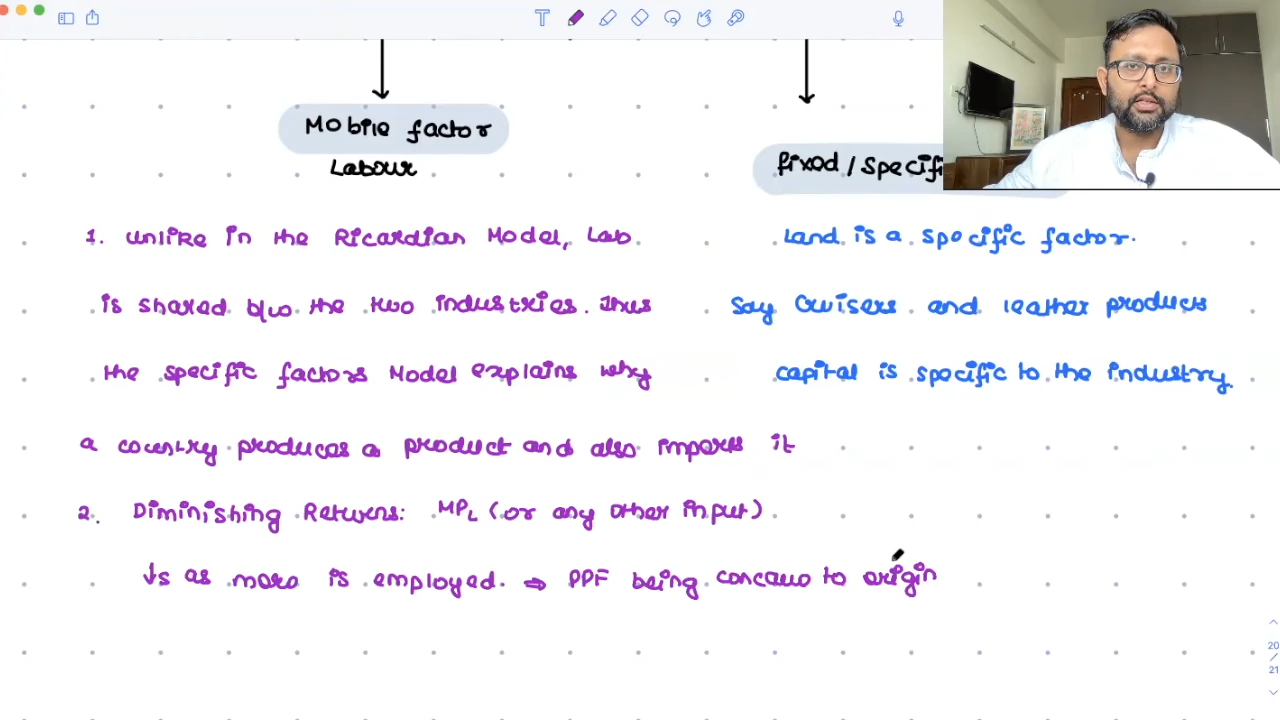 Mobile factor
Labour
fixed / Specifi
1. Unlike in the Ricardian Model, Lab
is shared b/w the two industries. Thus
the specific factors Model explains why
a country produces a product and also imports it
2. Diminishing Returns: MPL (or any other input)
↓s as more is employed. ⇒ PPF being concave to origin
Land is a specific factor.
Say Cruisers and leather products
capital is specific to the industry.
20
/
21